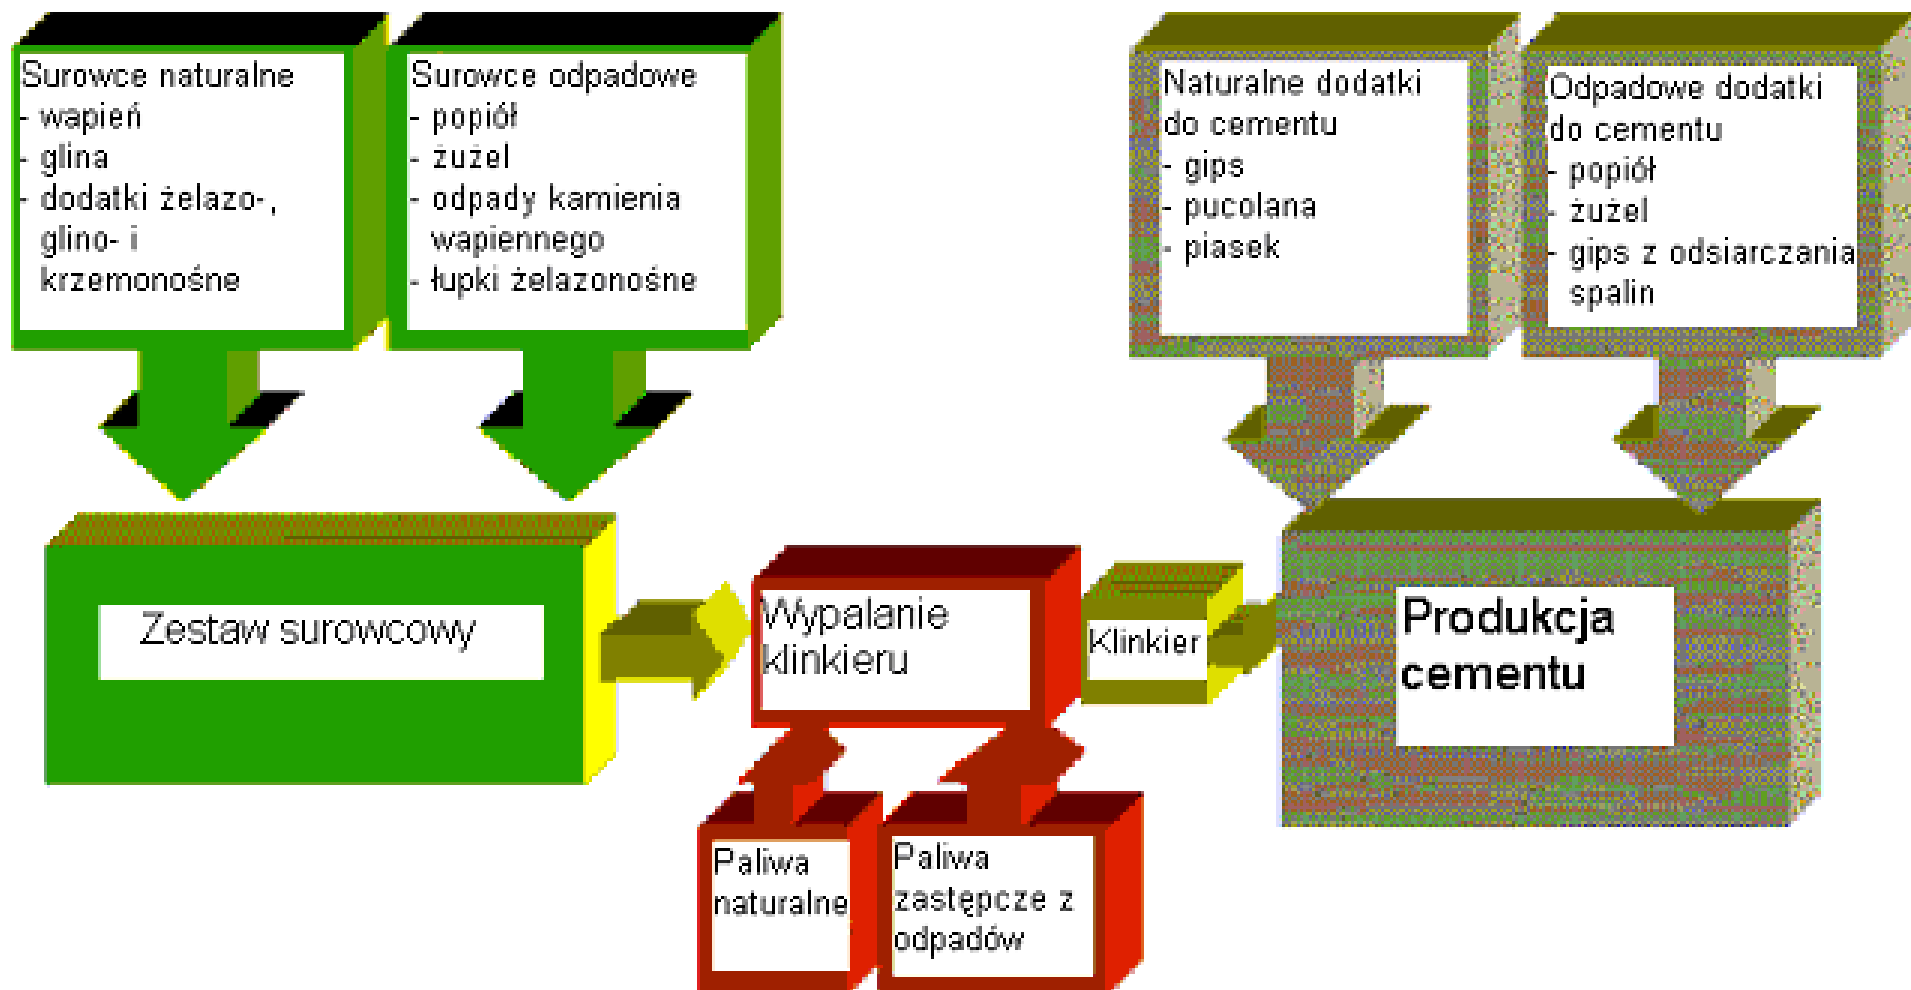 Surowce naturalne
- wapień
- glina
- dodatki żelazo-,
glino- i
krzemonośne
Surowce odpadowe
- popiół
- żużel
- odpady kamienia
wapiennego
- łupki żelazonośne
Naturalne dodatki
do cementu
- gips
- pucolana
- piasek
Odpadowe dodatki
do cementu
- popiół
- żużel
- gips z odsiarczania
spalin
Zestaw surowcowy
Wypalanie
klinkieru
Klinkier
Produkcja
cementu
Paliwa
naturalne
Paliwa
zastępcze z
odpadów